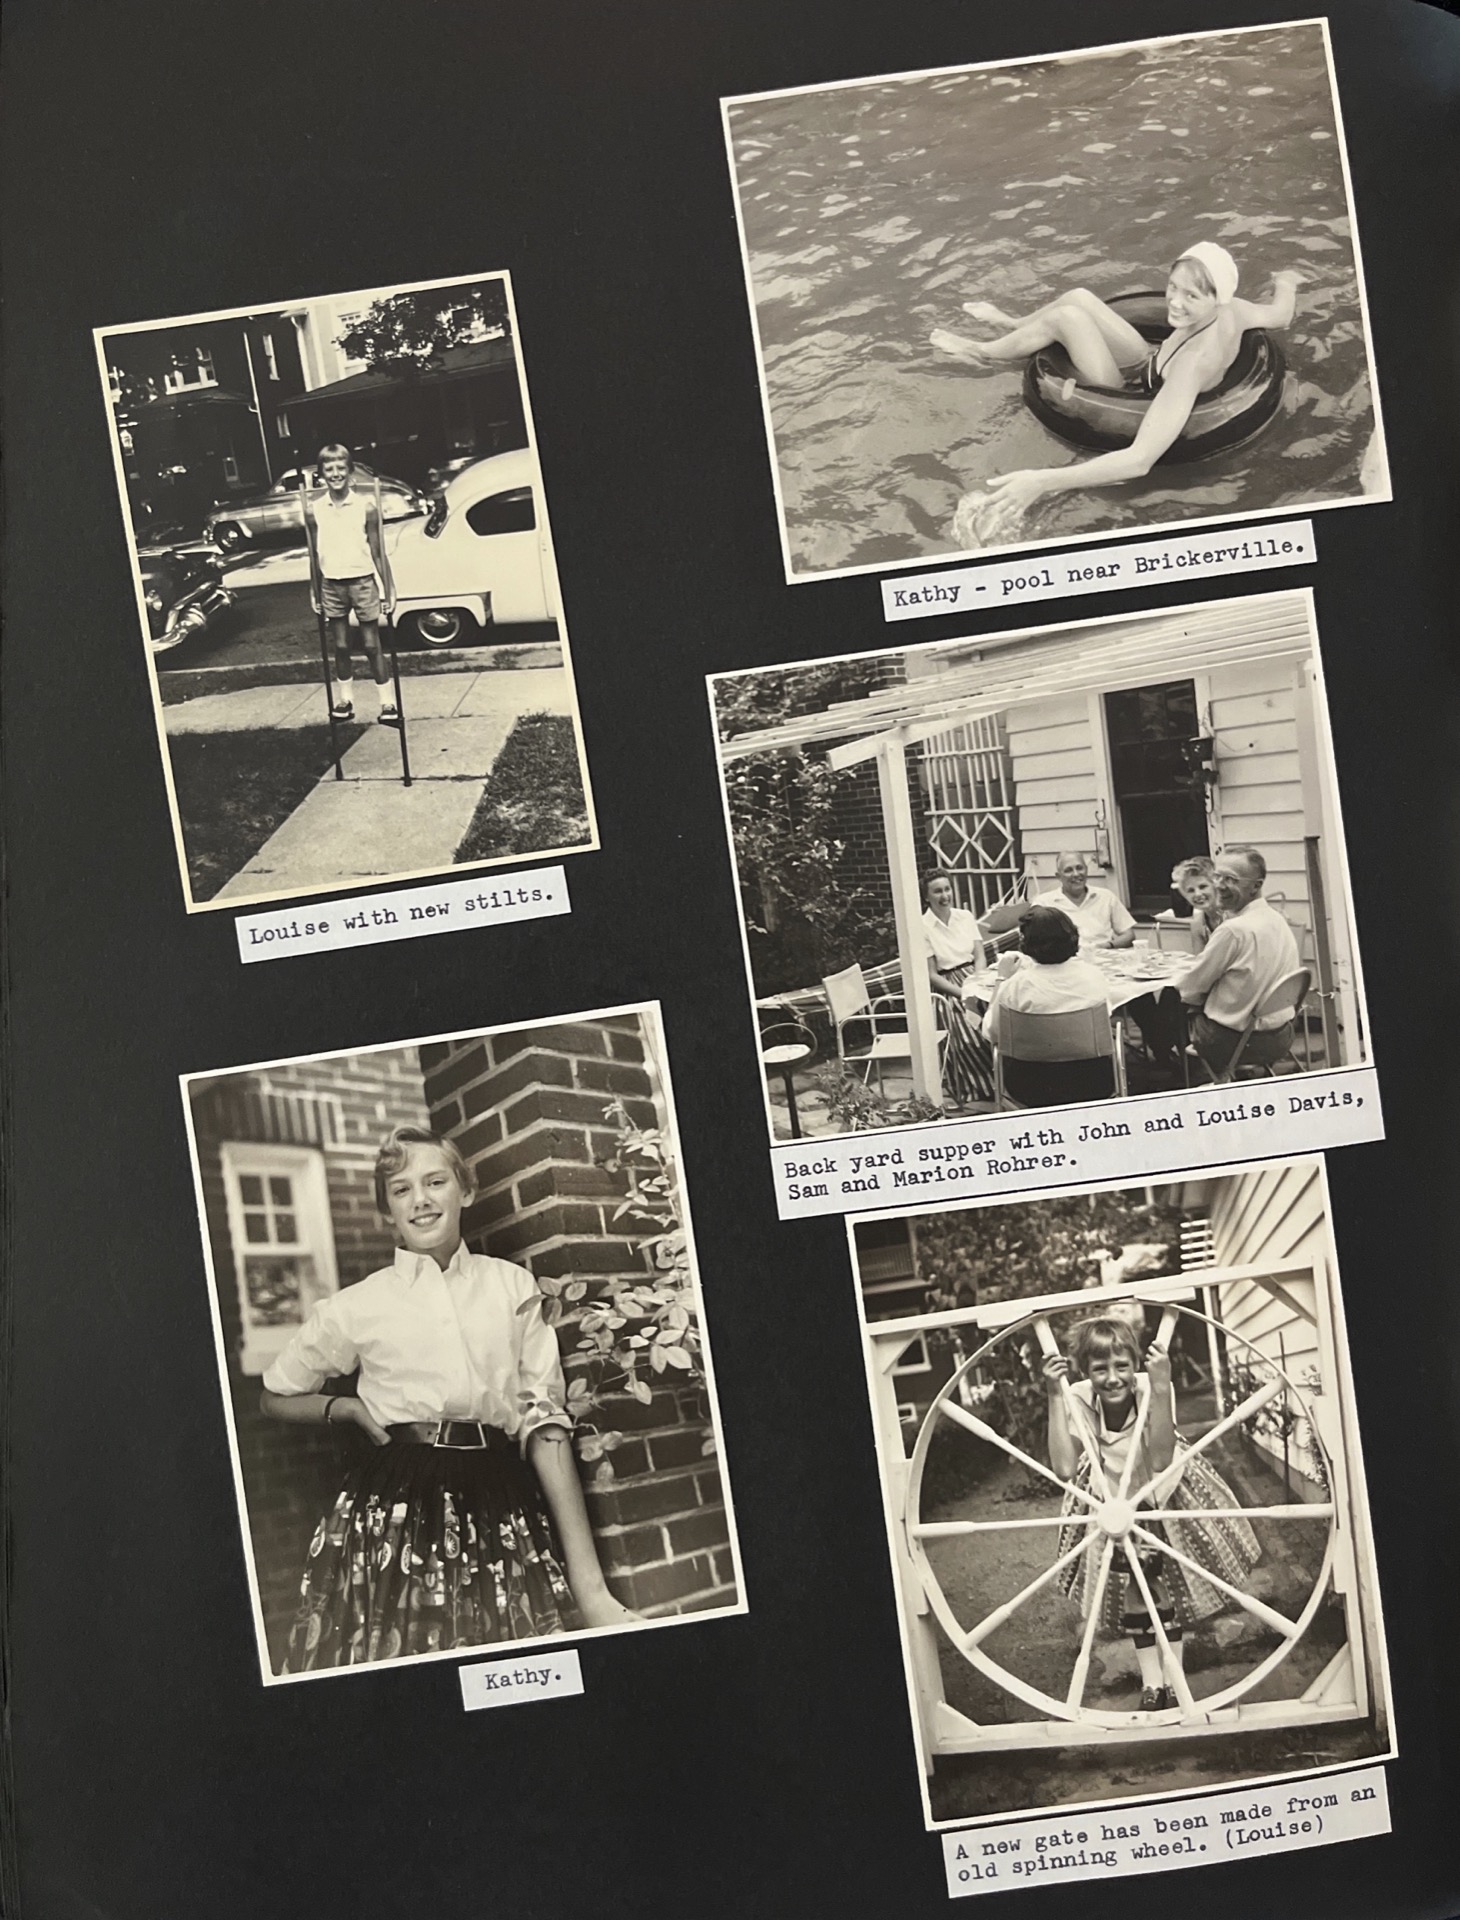 Kathy - pool near Brickerville.
Louise with new stilts.
Back yard supper with John and Louise Davis,
Sam and Marion Rohrer.
Kathy.
A new gate has been made from an
old spinning wheel. (Louise)